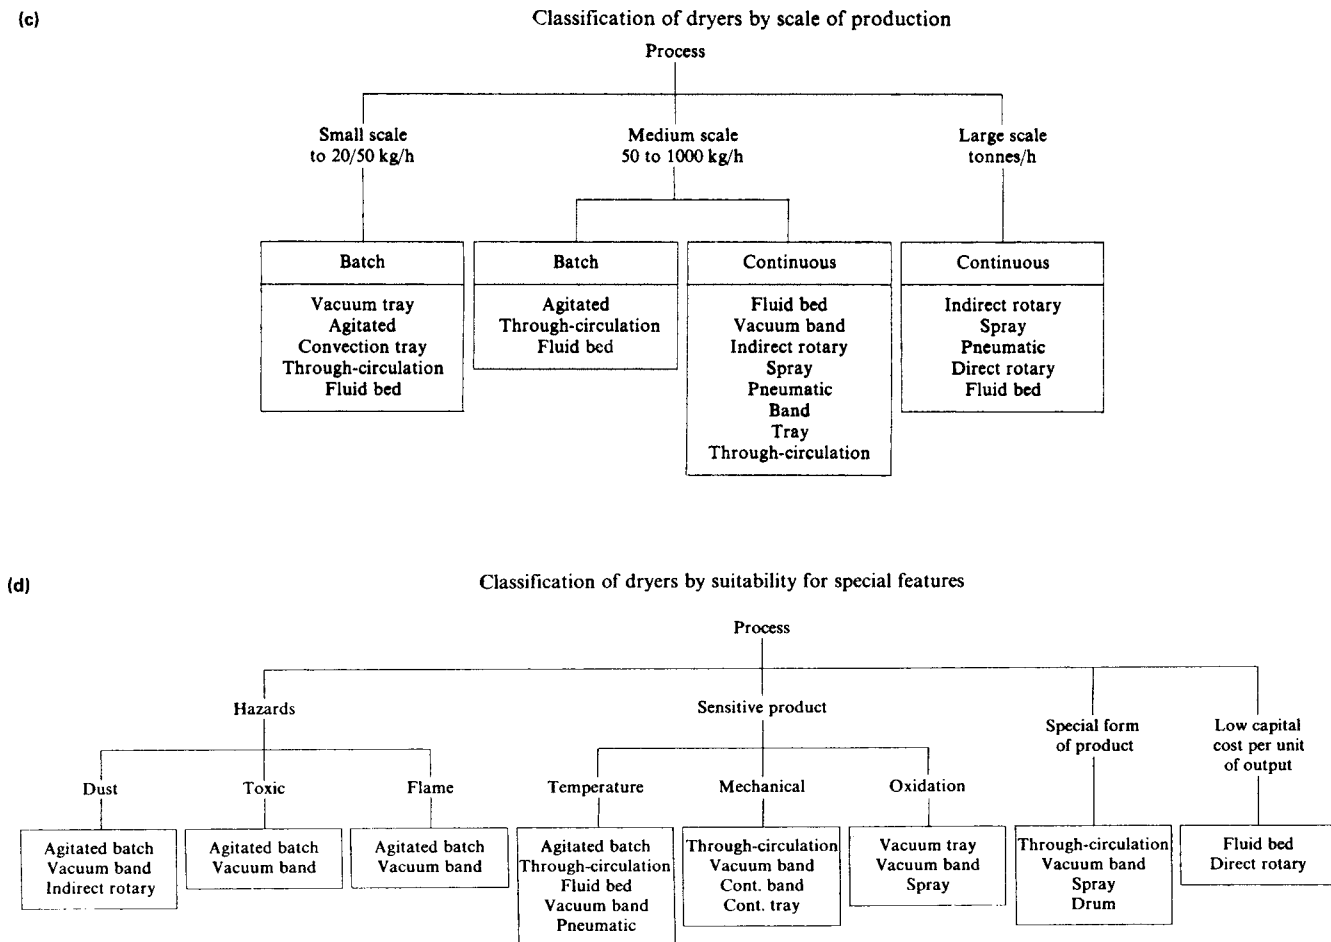 (c)
Classification of dryers by scale of production
Process
Small scale
to 20/50 kg/h
Medium scale
50 to 1000 kg/h
Large scale
tonnes/h
Batch
Vacuum tray
Agitated
Convection tray
Through-circulation
Fluid bed
Batch
Agitated
Through-circulation
Fluid bed
Continuous
Fluid bed
Vacuum band
Indirect rotary
Spray
Pneumatic
Band
Tray
Through-circulation
Continuous
Indirect rotary
Spray
Pneumatic
Direct rotary
Fluid bed
(d)
Classification of dryers by suitability for special features
Process
Hazards
Sensitive product
Special form
of product
Low capital
cost per unit
of output
Dust
Toxic
Flame
Temperature
Mechanical
Oxidation
Agitated batch
Vacuum band
Indirect rotary
Agitated batch
Vacuum band
Agitated batch
Vacuum band
Agitated batch
Through-circulation
Fluid bed
Vacuum band
Pneumatic
Through-circulation
Vacuum band
Cont. band
Cont. tray
Vacuum tray
Vacuum band
Spray
Through-circulation
Vacuum band
Spray
Drum
Fluid bed
Direct rotary